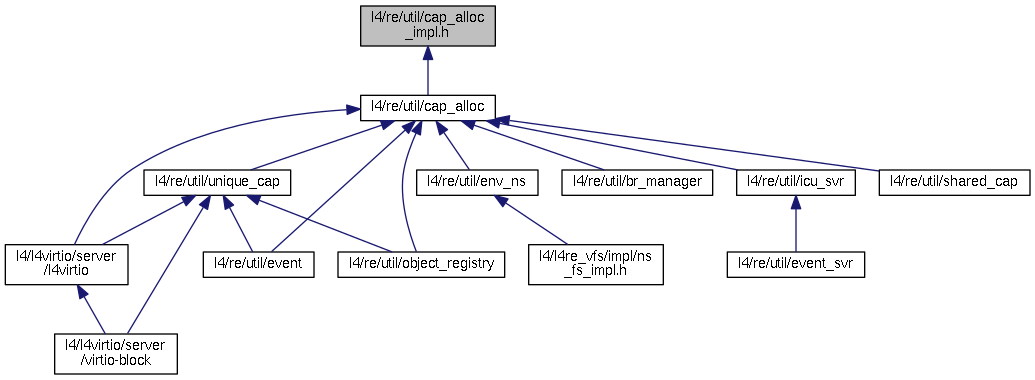 l4/re/util/cap_alloc
_impl.h
l4/re/util/cap_alloc
l4/re/util/unique_cap
l4/re/util/env_ns
l4/re/util/br_manager
l4/re/util/icu_svr
l4/re/util/shared_cap
l4/l4virtio/server
/l4virtio
l4/re/util/event
l4/re/util/object_registry
l4/l4re_vfs/impl/ns
_fs_impl.h
l4/re/util/event_svr
l4/l4virtio/server
/virtio-block